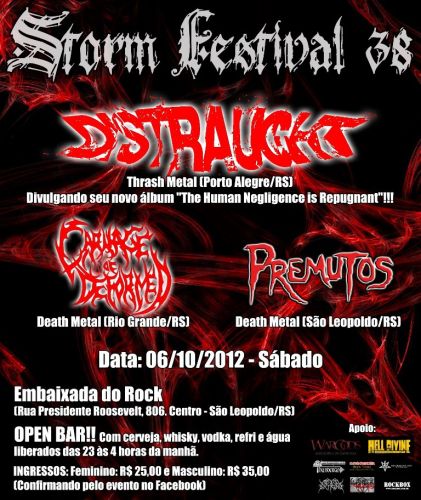 Storm Festival 38
DISTRAUGHT
Thrash Metal (Porto Alegre/RS)
Divulgando seu novo álbum "The Human Negligence is Repugnant"!!!
CARNAGE
OF
DEFORMED
PREMUTOS
Death Metal (Rio Grande/RS)
Death Metal (São Leopoldo/RS)
Data: 06/10/2012 - Sábado
Embaixada do Rock
(Rua Presidente Roosevelt, 806. Centro - São Leopoldo/RS)
OPEN BAR!! Com cerveja, whisky, vodka, refri e água
liberados das 23 às 4 horas da manhã.
INGRESSOS: Feminino: R$ 25,00 e Masculino: R$ 35,00
(Confirmando pelo evento no Facebook)
Apoio:
WARGODS
HELL DIVINE
ROCKBOX